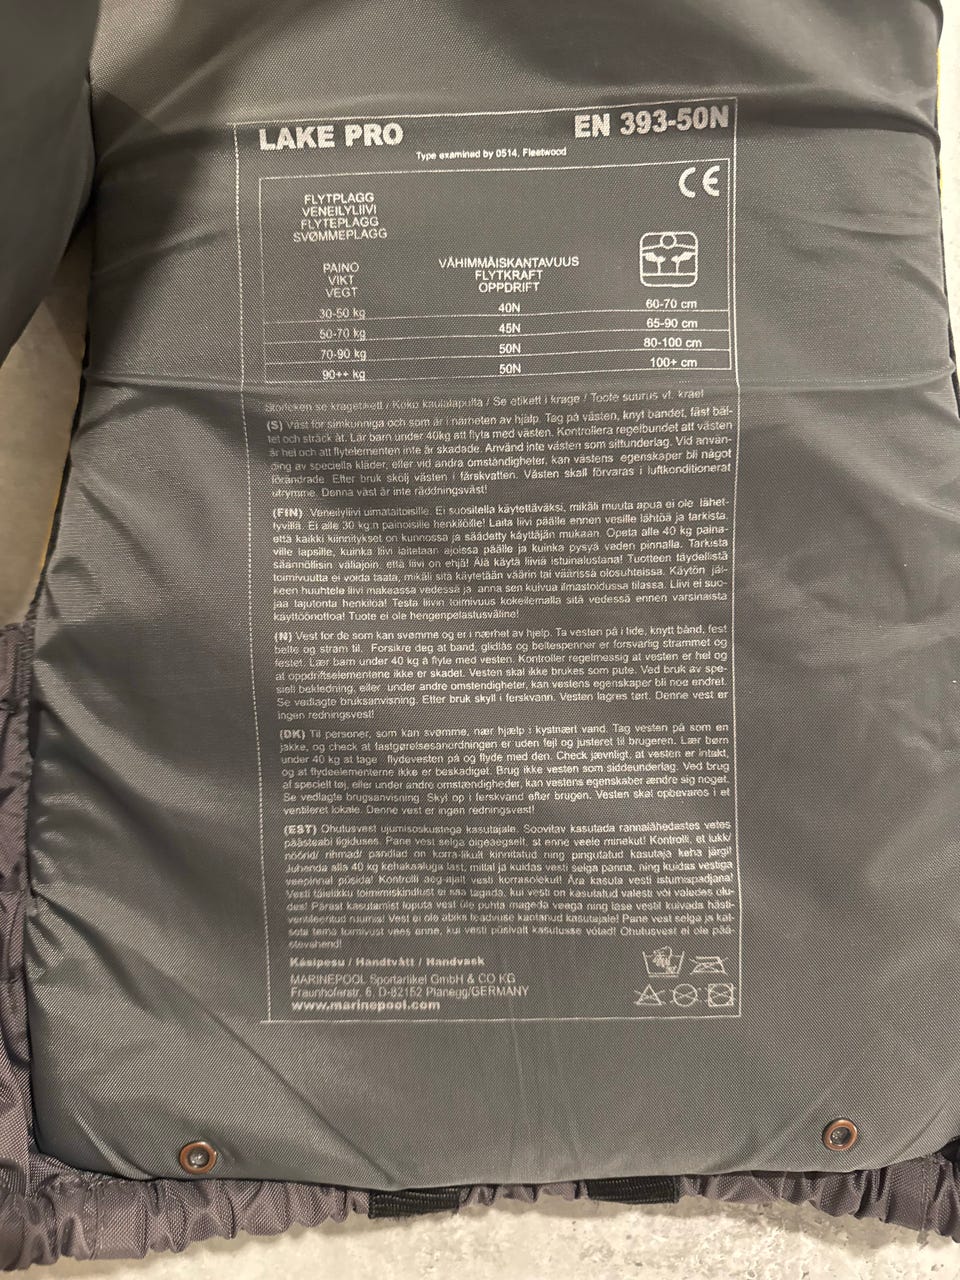 LAKE PRO
EN 393-50N
Type examined by 0514, Fleetwood
CE
FLYTPLAGG
VENEILYLIIVI
FLYTEPLAGG
SVØMMEPLAGG
PAINO
VIKT
VEGT
VÄHIMMÄISKANTAVUUS
FLYTKRAFT
OPPDRIFT
30-50 kg 40N 60-70 cm
50-70 kg 45N 65-90 cm
70-90 kg 50N 80-100 cm
90++ kg 50N 100+ cm
Storleken se kragetikett / Koko kauluslapulta / Se etikett i krage / Toote suurus vt. krael
(S) Väst för simkunniga och som är i närheten av hjälp. Tag på västen, knyt bandet, fäst bäl-
tet och sträck åt. Lär barn under 40kg att flyta med västen. Kontrollera regelbundet att västen
är hel och att flytelementen inte är skadade. Använd inte västen som sittunderlag. Vid använ-
ding av speciella kläder, eller vid andra omständigheter, kan västens egenskaper bli något
förändrade. Efter bruk skölj västen i färskvatten. Västen skall förvaras i luftkonditionerat
utrymme. Denna väst är inte räddningsväst!
(FIN) Veneilyliivi uimataitoisille. Ei suositella käytettäväksi, mikäli muuta apua ei ole lähet-
tyvillä. Ei alle 30 kg:n painoisille henkilöille! Laita liivi päälle ennen vesille lähtöä ja tarkista,
että kaikki kiinnitykset on kunnossa ja säädetty käyttäjän mukaan. Opeta alle 40 kg paina-
ville lapsille, kuinka liivi laitetaan ajoissa päälle ja kuinka pysyä veden pinnalla. Tarkista
säännöllisin väliajoin, että liivi on ehjä! Älä käytä liiviä istuinalustana! Tuotteen täydellistä
toimivuutta ei voida taata, mikäli sitä käytetään väärin tai väärissä olosuhteissa. Käytön jäl-
keen huuhtele liivi makeassa vedessä ja anna sen kuivua ilmastoidussa tilassa. Liivi ei suo-
jaa tajutonta henkilöä! Testa liivin toimivuus kokeilemalla sitä vedessä ennen varsinaista
käyttöönottoa! Tuote ei ole hengenpelastusväline!
(N) Vest for de som kan svømme og er i nærhet av hjelp. Ta vesten på i tide, knytt bånd, fest
belte og stram til. Forsikre deg at band, glidlås og beltespenner er forsvarlig strammet og
festet. Lær barn under 40 kg å flyte med vesten. Kontroller regelmessig at vesten er hel og
at oppdriftselementene ikke er skadet. Vesten skal ikke brukes som pute. Ved bruk av spe-
siell bekledning, eller under andre omstendigheter, kan vestens egenskaper bli noe endret.
Se vedlagte bruksanvisning. Etter bruk skyll i ferskvann. Vesten lagres tørt. Denne vest er
ingen redningsvest!
(DK) Til personer, som kan svømme, nær hjælp i kystnært vand. Tag vesten på som en
jakke, og check at fastgørelsesanordningen er uden fejl og justeret til brugeren. Lær børn
under 40 kg at tage flydevesten på og flyde med den. Check jævnligt, at vesten er intakt,
og at flydeelementerne ikke er beskadiget. Brug ikke vesten som siddeunderlag. Ved brug
af specielt tøj, eller under andre omstændigheder, kan vestens egenskaber ændre sig noget.
Se vedlagte brugsanvisning. Skyl op i ferskvand efter brugen. Vesten skal opbevares i et
ventileret lokale. Denne vest er ingen redningsvest!
(EST) Ohutusvest ujumisoskustega kasutajale. Soovitav kasutada rannalähedastes vetes
päästeabi ligiduses. Pane vest selga õigeaegselt, st enne veele minekut! Kontrolli, et lukk/
nöörid/ rihmad/ pandlad on korra-likult kinnitatud ning pingutatud kasutaja keha järgi!
Juhenda alla 40 kg kehakaaluga last, millal ja kuidas vesti selga panna, ning kuidas vestiga
veepinnal püsida! Kontrolli aeg-ajalt vesti korrasolekut! Ära kasuta vesti istumispadjana!
Vesti täielikku toimimiskindlust ei saa tagada, kui vesti on kasutatud valesti või valedes olu-
des! Pärast kasutamist loputa vest üle puhta mageda veega ning lase vestil kuivada hästi-
ventileeritud ruumis! Vest ei ole abiks teadvuse kaotanud kasutajale! Pane vest selga ja kat-
seta tema toimivust vees enne, kui vesti püsivalt kasutusse võtad! Ohutusvest ei ole pää-
stevahend!
Käsipesu / Handtvätt / Handvask
MARINEPOOL Sportartikel GmbH & CO KG
Fraunhoferstr. 6, D-82152 Planegg/GERMANY
www.marinepool.com